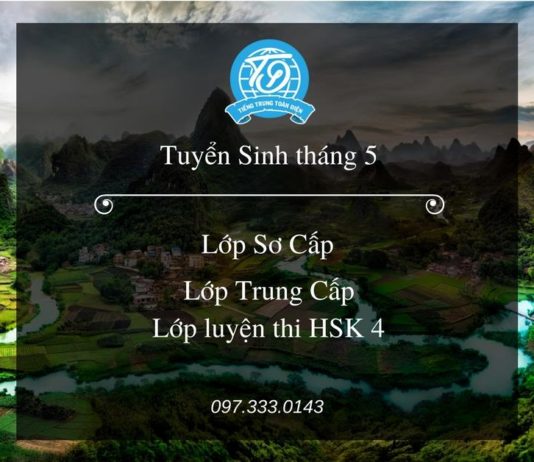 TĐ
TIẾNG TRUNG TOÀN DIỆN
Tuyển Sinh tháng 5
Lớp Sơ Cấp
Lớp Trung Cấp
Lớp luyện thi HSK 4
097.333.0143